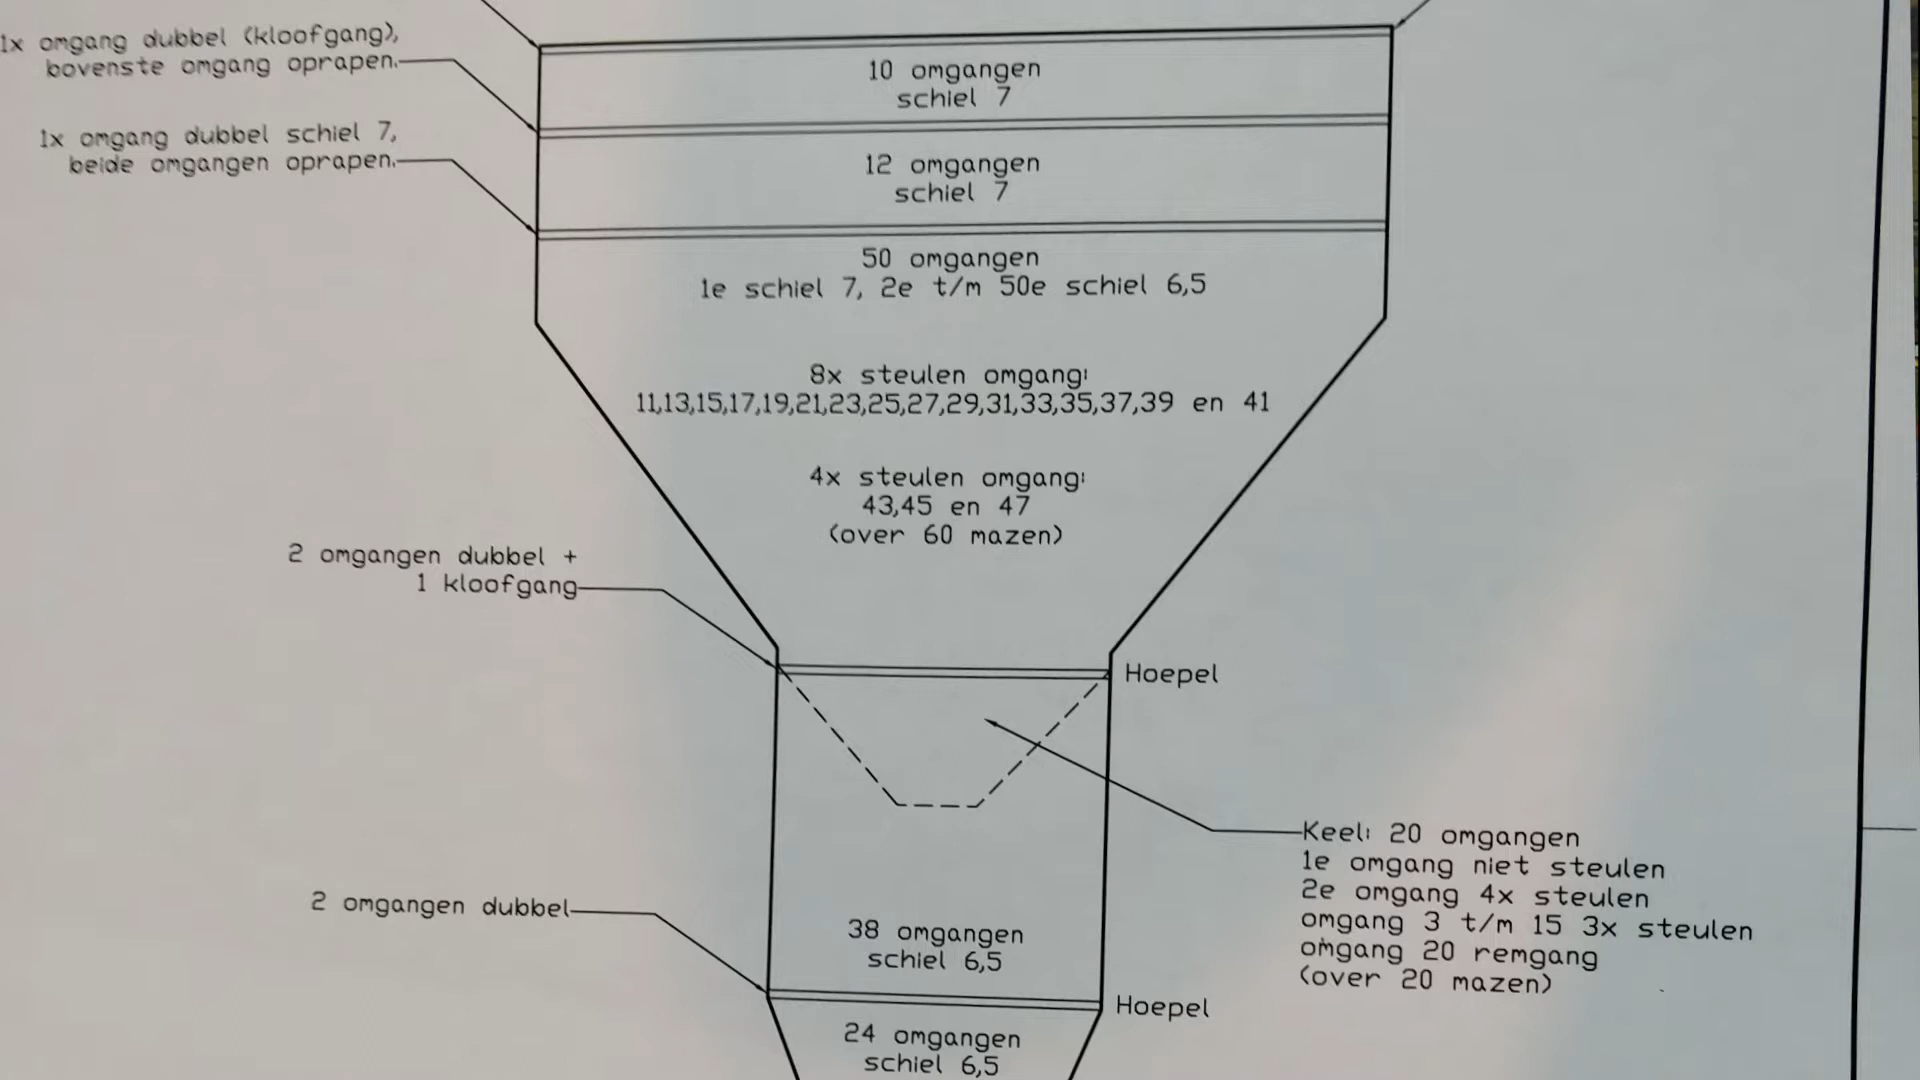 1x omgang dubbel (kloofgang),
bovenste omgang oprapen.
10 omgangen
schiel 7
1x omgang dubbel schiel 7,
beide omgangen oprapen.
12 omgangen
schiel 7
50 omgangen
1e schiel 7, 2e t/m 50e schiel 6,5
8x steulen omgang:
11,13,15,17,19,21,23,25,27,29,31,33,35,37,39 en 41
4x steulen omgang:
43,45 en 47
(over 60 mazen)
2 omgangen dubbel +
1 kloofgang
Hoepel
Keel: 20 omgangen
1e omgang niet steulen
2e omgang 4x steulen
omgang 3 t/m 15 3x steulen
omgang 20 remgang
(over 20 mazen)
2 omgangen dubbel
38 omgangen
schiel 6,5
Hoepel
24 omgangen
schiel 6,5